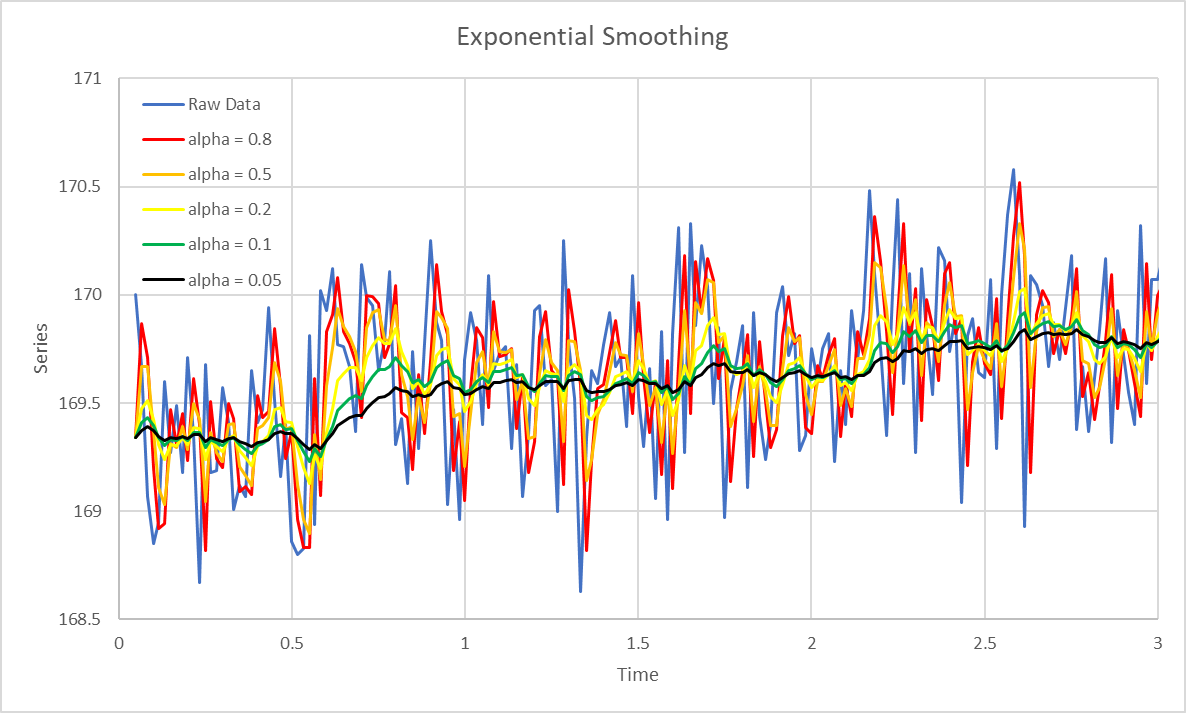 Exponential Smoothing
171
170.5
170
169.5
169
168.5
Series
Raw Data
alpha = 0.8
alpha = 0.5
alpha = 0.2
alpha = 0.1
alpha = 0.05
0 0.5 1 1.5 2 2.5 3
Time